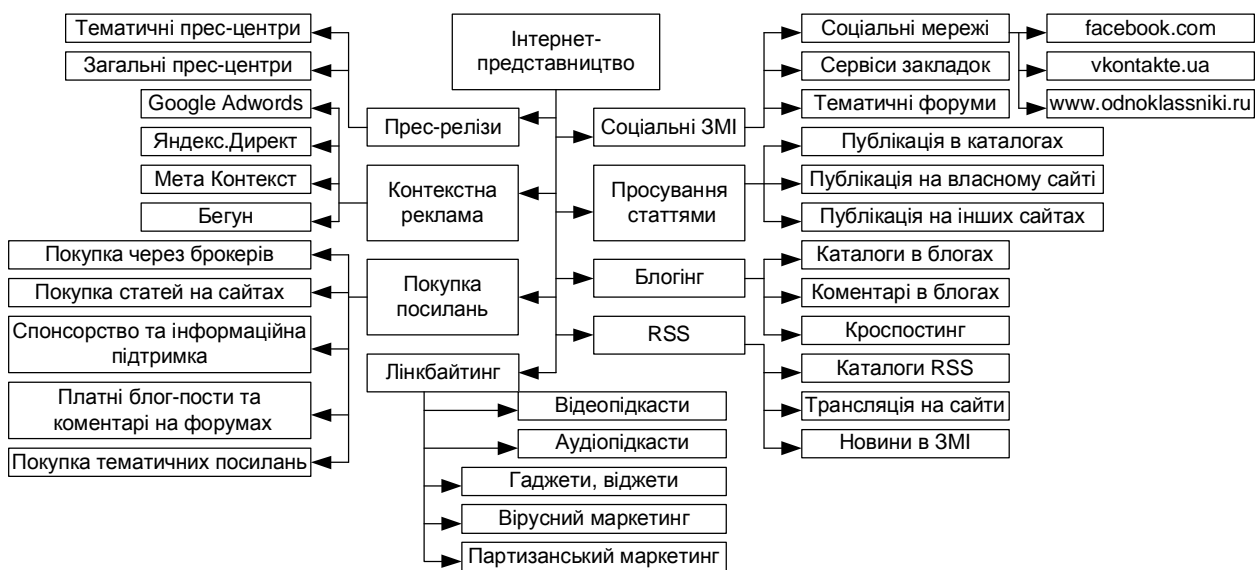 Інтернет-
представництво
Прес-релізи
Тематичні прес-центри
Загальні прес-центри
Контекстна
реклама
Google Adwords
Яндекс.Директ
Мета Контекст
Бегун
Покупка
посилань
Покупка через брокерів
Покупка статей на сайтах
Спонсорство та інформаційна
підтримка
Платні блог-пости та
коментарі на форумах
Покупка тематичних посилань
Лінкбайтинг
Відеопідкасти
Аудіопідкасти
Гаджети, віджети
Вірусний маркетинг
Партизанський маркетинг
Соціальні ЗМІ
Соціальні мережі
facebook.com
vkontakte.ua
www.odnoklassniki.ru
Сервіси закладок
Тематичні форуми
Просування
статтями
Публікація в каталогах
Публікація на власному сайті
Публікація на інших сайтах
Блогінг
Каталоги в блогах
Коментарі в блогах
Кроспостинг
RSS
Каталоги RSS
Трансляція на сайти
Новини в ЗМІ